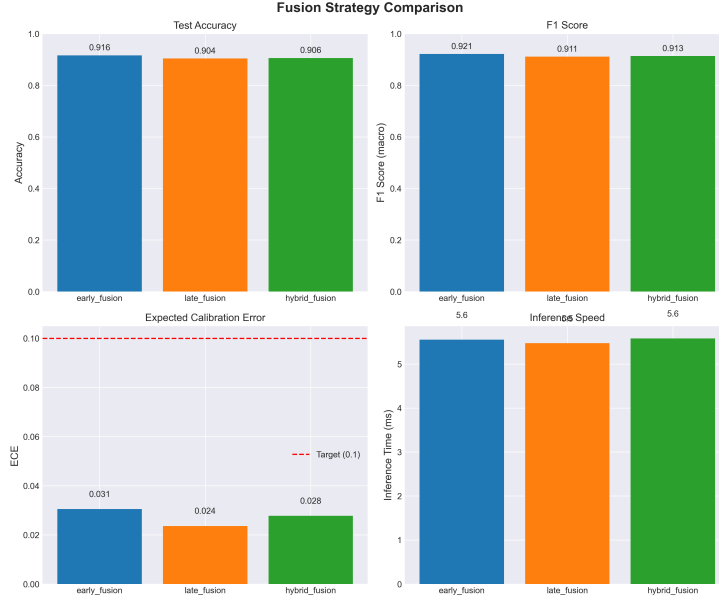 Fusion Strategy Comparison
Test Accuracy
Accuracy
1.0
0.8
0.6
0.4
0.2
0.0
0.916
0.904
0.906
early_fusion
late_fusion
hybrid_fusion
F1 Score
F1 Score (macro)
1.0
0.8
0.6
0.4
0.2
0.0
0.921
0.911
0.913
early_fusion
late_fusion
hybrid_fusion
Expected Calibration Error
ECE
0.10
0.08
0.06
0.04
0.02
0.00
0.031
0.024
0.028
Target (0.1)
early_fusion
late_fusion
hybrid_fusion
Inference Speed
Inference Time (ms)
5
4
3
2
1
0
5.6
5.6
early_fusion
late_fusion
hybrid_fusion